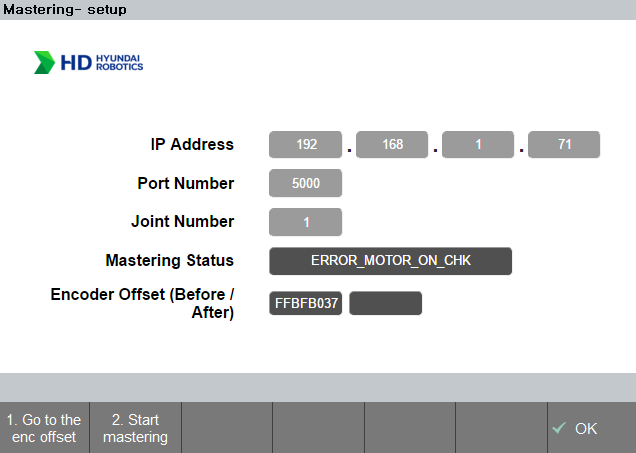 Mastering- setup
HD HYUNDAI
ROBOTICS
IP Address 192 . 168 . 1 . 71
Port Number 5000
Joint Number 1
Mastering Status ERROR_MOTOR_ON_CHK
Encoder Offset (Before /
After) FFBFB037
1. Go to the
enc offset
2. Start
mastering
OK